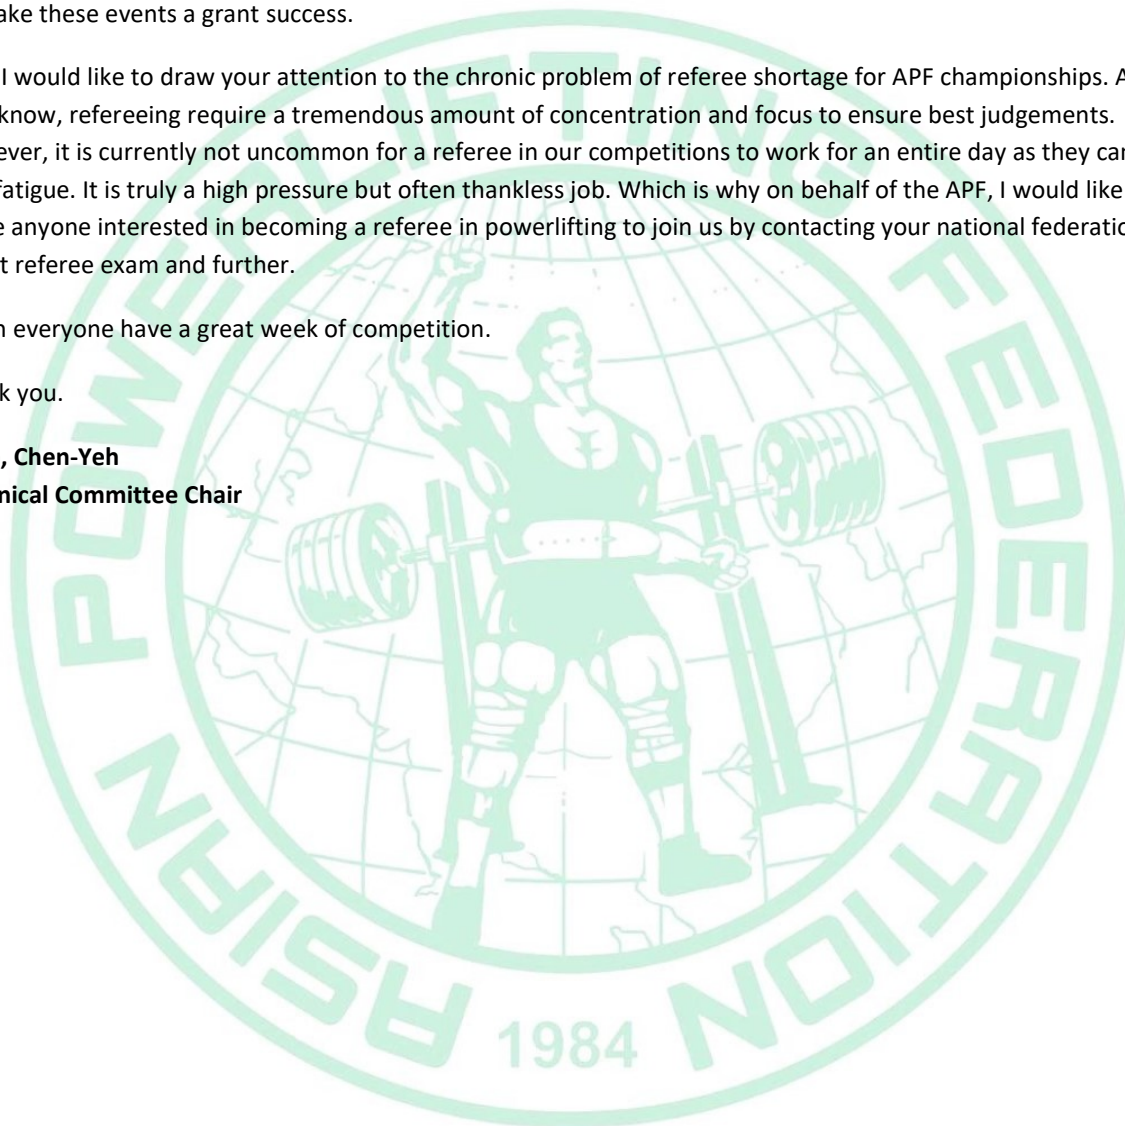 ake these events a grant success.
I would like to draw your attention to the chronic problem of referee shortage for APF championships. A
know, refereeing require a tremendous amount of concentration and focus to ensure best judgements.
ever, it is currently not uncommon for a referee in our competitions to work for an entire day as they car
fatigue. It is truly a high pressure but often thankless job. Which is why on behalf of the APF, I would like
e anyone interested in becoming a referee in powerlifting to join us by contacting your national federatio
t referee exam and further.
h everyone have a great week of competition.
k you.
, Chen-Yeh
nical Committee Chair
ASIAN POWERLIFTING FEDERATION
1984